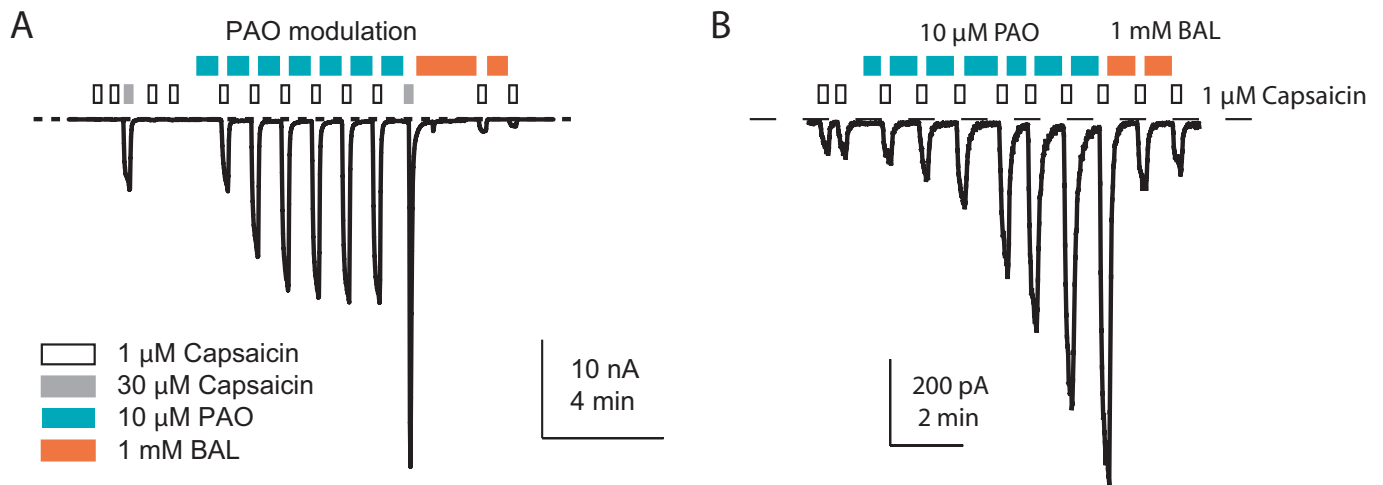 A
PAO modulation
1 µM Capsaicin
30 µM Capsaicin
10 µM PAO
1 mM BAL
10 nA
4 min
B
10 µM PAO
1 mM BAL
1 µM Capsaicin
200 pA
2 min